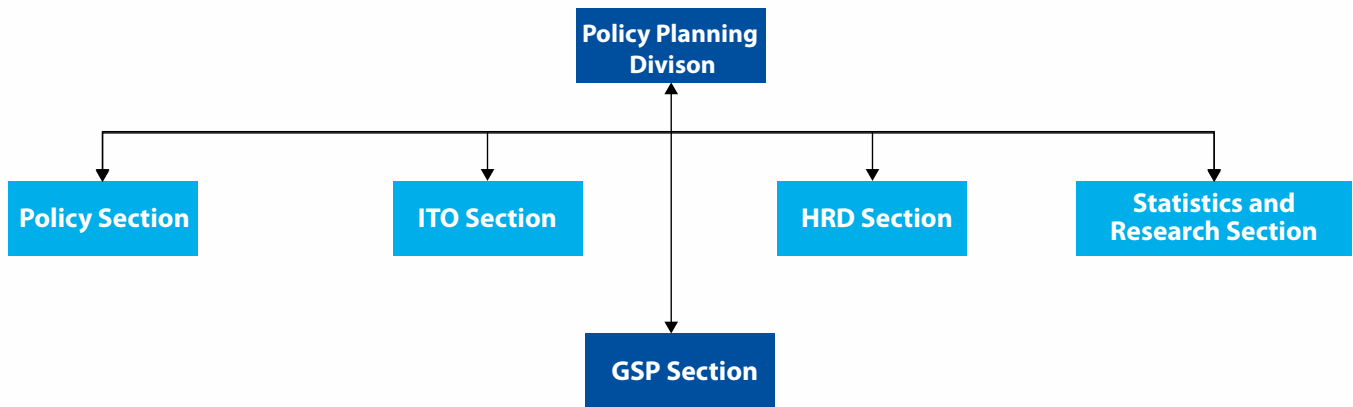 Policy Planning
Divison
Policy Section
ITO Section
HRD Section
Statistics and
Research Section
GSP Section